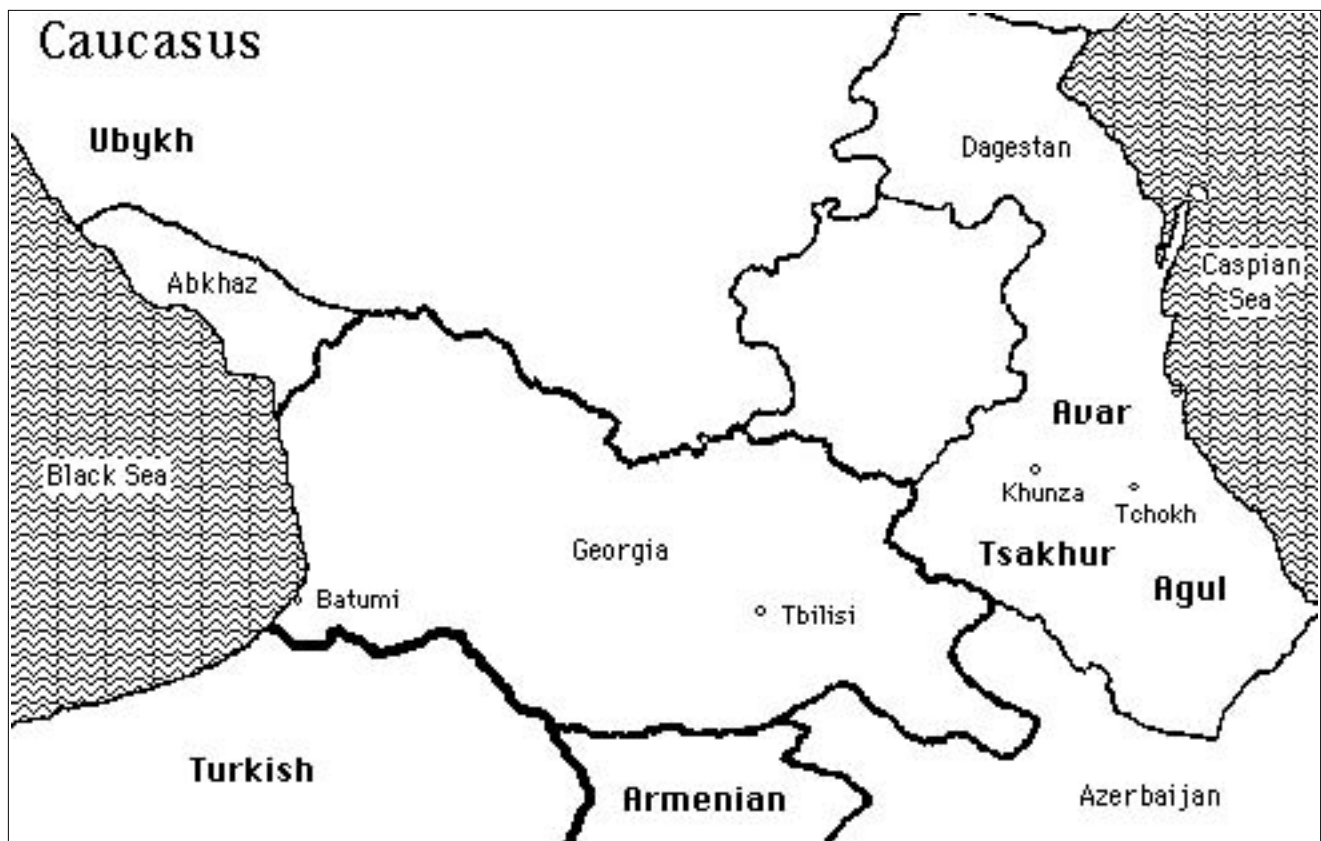 Caucasus
Ubykh
Dagestan
Abkhaz
Caspian
Sea
Avar
Black Sea
Khunza
Tchokh
Georgia
Tsakhur
Agul
Batumi
Tbilisi
Turkish
Armenian
Azerbaijan